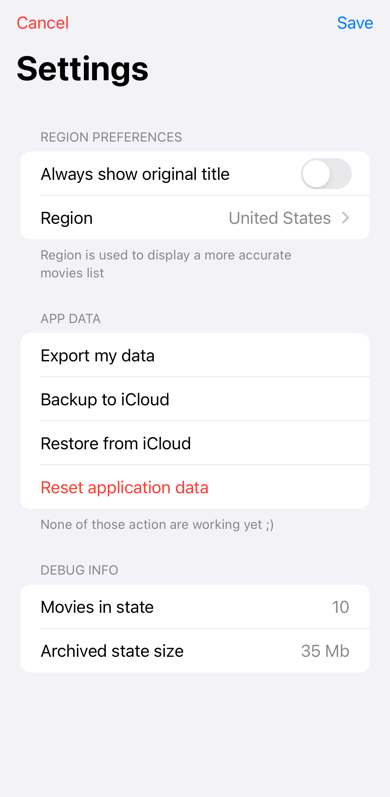 Cancel
Save
Settings
REGION PREFERENCES
Always show original title
Region
United States
Region is used to display a more accurate
movies list
APP DATA
Export my data
Backup to iCloud
Restore from iCloud
Reset application data
None of those action are working yet ;)
DEBUG INFO
Movies in state
10
Archived state size
35 Mb